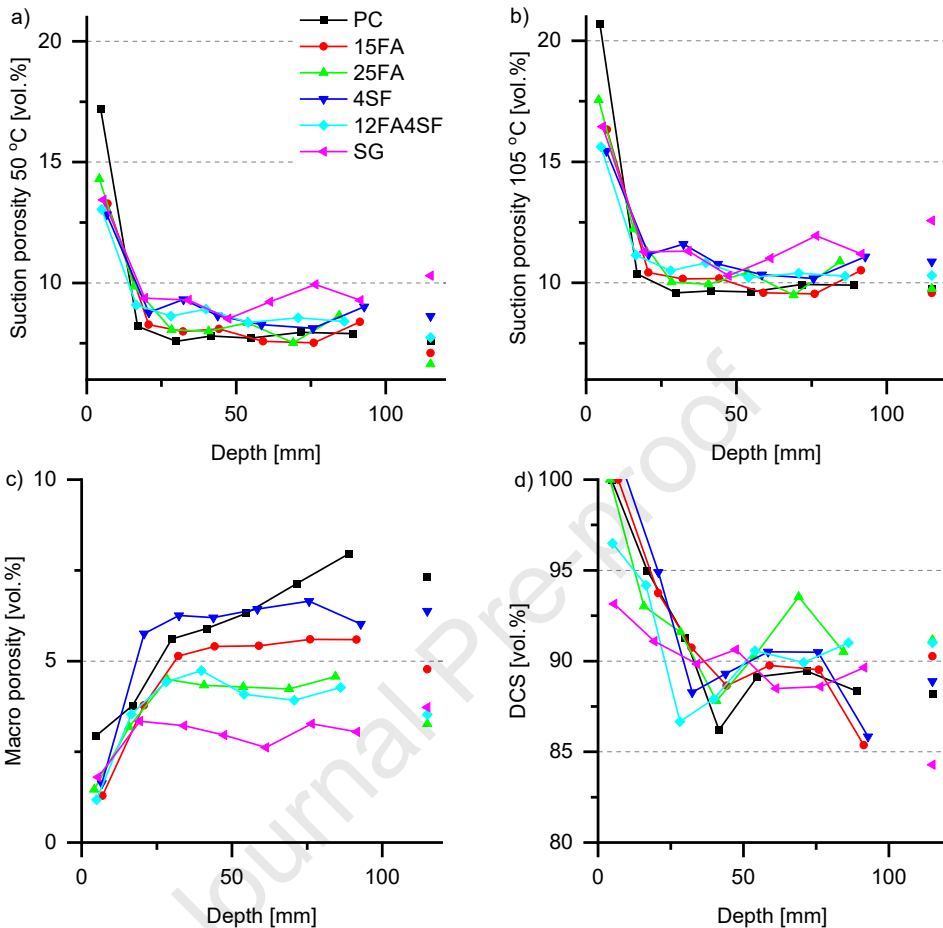 a)
PC
15FA
25FA
4SF
12FA4SF
SG
Suction porosity 50 °C [vol.%]
20
15
10
0
50
100
Depth [mm]
b)
Suction porosity 105 °C [vol.%]
20
15
10
0
50
100
Depth [mm]
c)
Macro porosity [vol.%]
10
5
0
0
50
100
Depth [mm]
d)
DCS [vol.%]
100
95
90
85
80
0
50
100
Depth [mm]
Journal Pre-proof